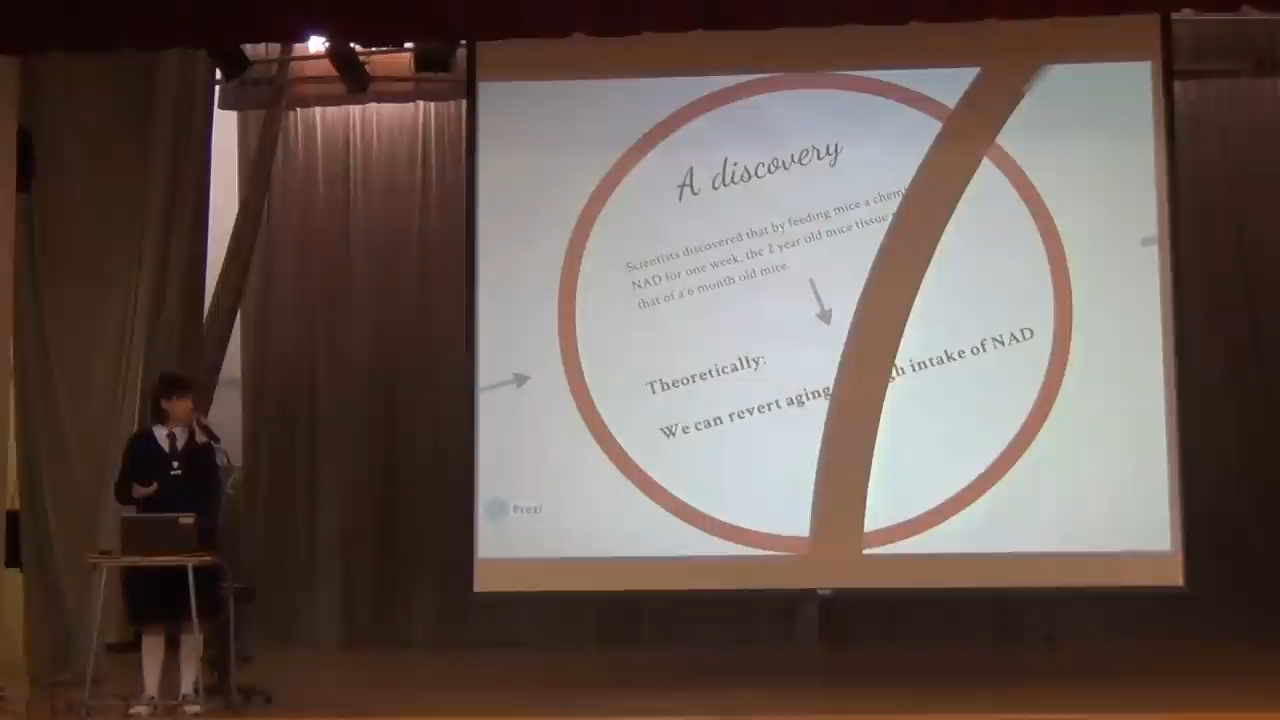 A discovery
Scientists discovered that by feeding mice a chem
NAD for one week, the 2 year old mice tissue
that of a 6 month old mice.
Theoretically:
We can revert aging gh intake of NAD
Prezi